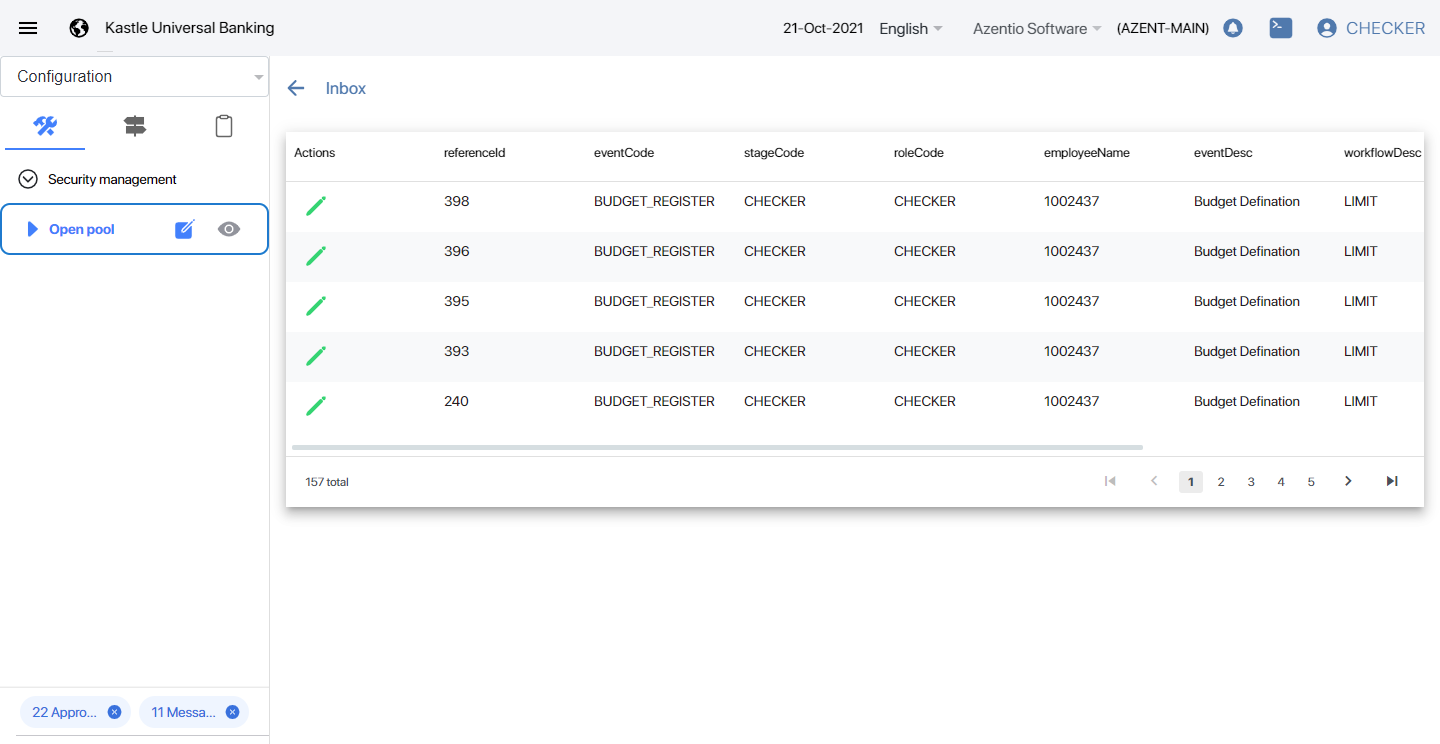 Kastle Universal Banking 21-Oct-2021 English Azentio Software (AZENT-MAIN) CHECKER
Configuration
Security management
Open pool
22 Appro... 11 Messa...
Inbox
Actions referenceId eventCode stageCode roleCode employeeName eventDesc workflowDesc
398 BUDGET_REGISTER CHECKER CHECKER 1002437 Budget Defination LIMIT
396 BUDGET_REGISTER CHECKER CHECKER 1002437 Budget Defination LIMIT
395 BUDGET_REGISTER CHECKER CHECKER 1002437 Budget Defination LIMIT
393 BUDGET_REGISTER CHECKER CHECKER 1002437 Budget Defination LIMIT
240 BUDGET_REGISTER CHECKER CHECKER 1002437 Budget Defination LIMIT
157 total 1 2 3 4 5